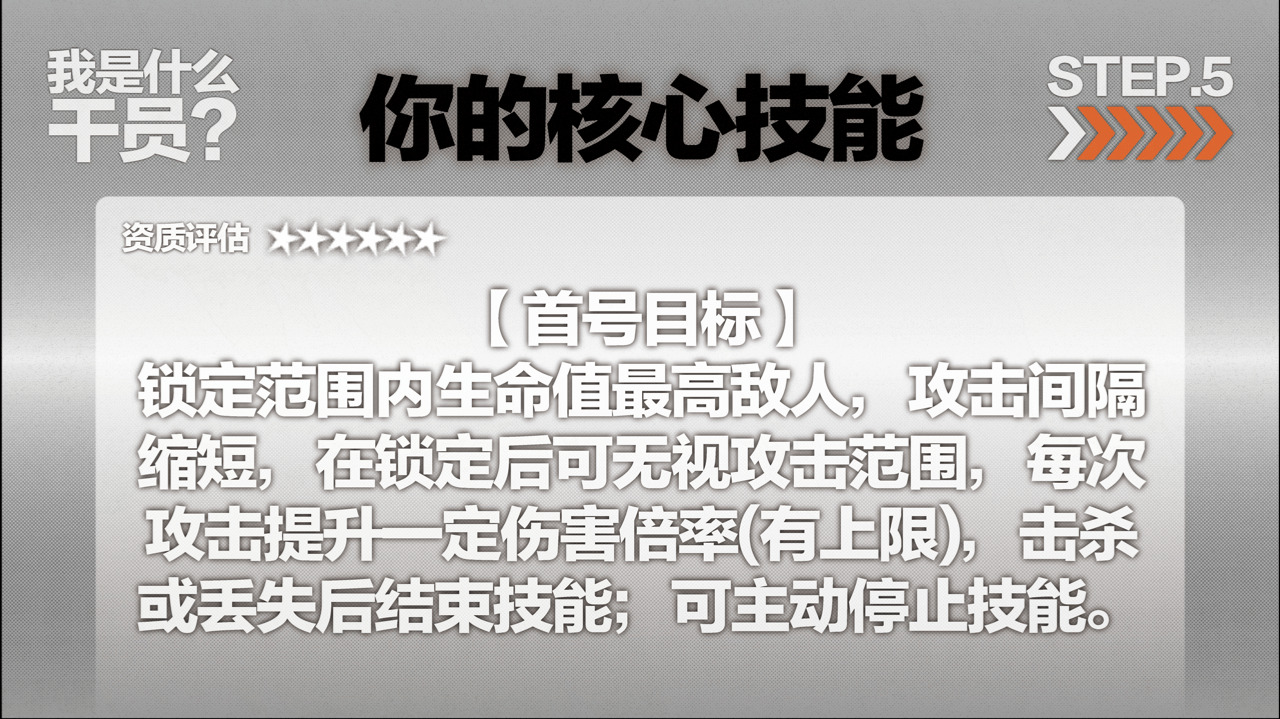 我是什么
干员?
你的核心技能
STEP.5
资质评估 ★★★★★★
【首号目标】
锁定范围内生命值最高敌人，攻击间隔
缩短，在锁定后可无视攻击范围，每次
攻击提升一定伤害倍率(有上限)，击杀
或丢失后结束技能；可主动停止技能。